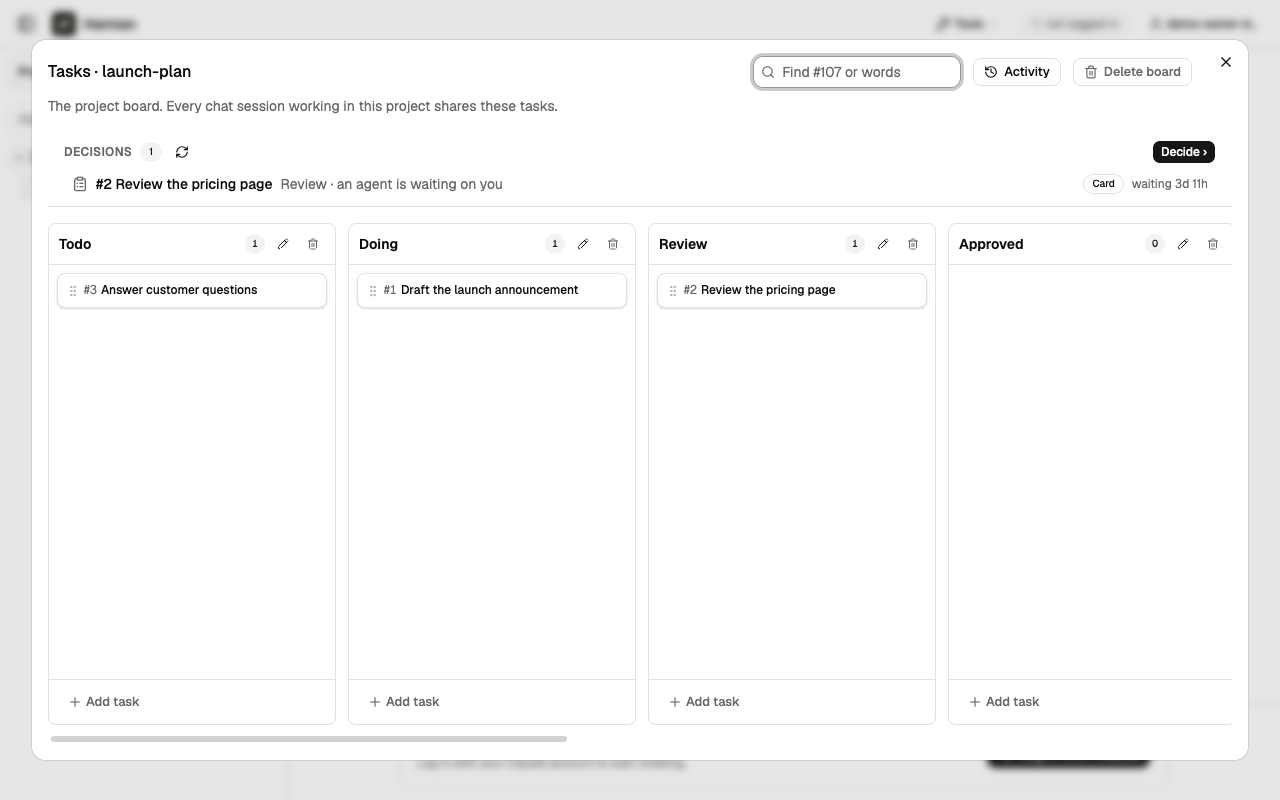 Tasks · launch-plan
Find #107 or words
Activity
Delete board
The project board. Every chat session working in this project shares these tasks.
DECISIONS 1
Decide ›
#2 Review the pricing page Review · an agent is waiting on you
Card waiting 3d 11h
Todo 1
Doing 1
Review 1
Approved 0
#3 Answer customer questions
#1 Draft the launch announcement
#2 Review the pricing page
Add task
Add task
Add task
Add task